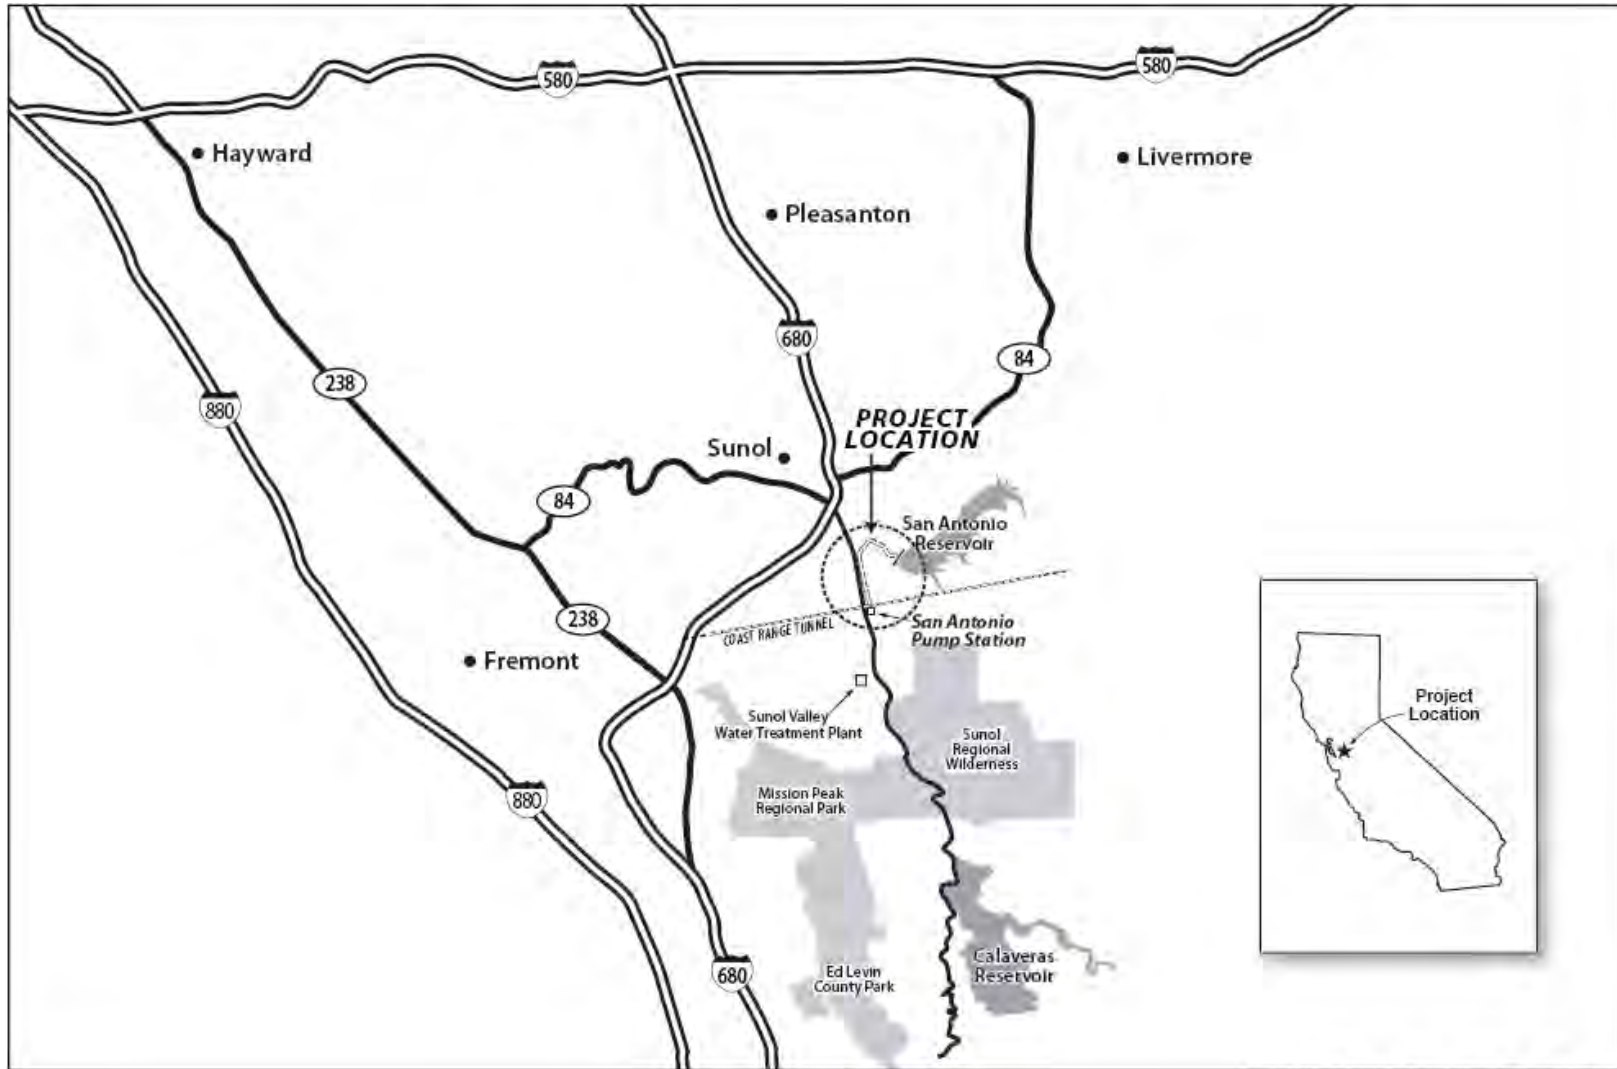 580
580
Hayward
Livermore
Pleasanton
680
84
238
880
PROJECT
LOCATION
Sunol
84
San Antonio
Reservoir
238
COAST RANGE TUNNEL
San Antonio
Pump Station
Fremont
Sunol Valley
Water Treatment Plant
Sunol
Regional
Wilderness
Project
Location
880
Mission Peak
Regional Park
680
Ed Levin
County Park
Calaveras
Reservoir